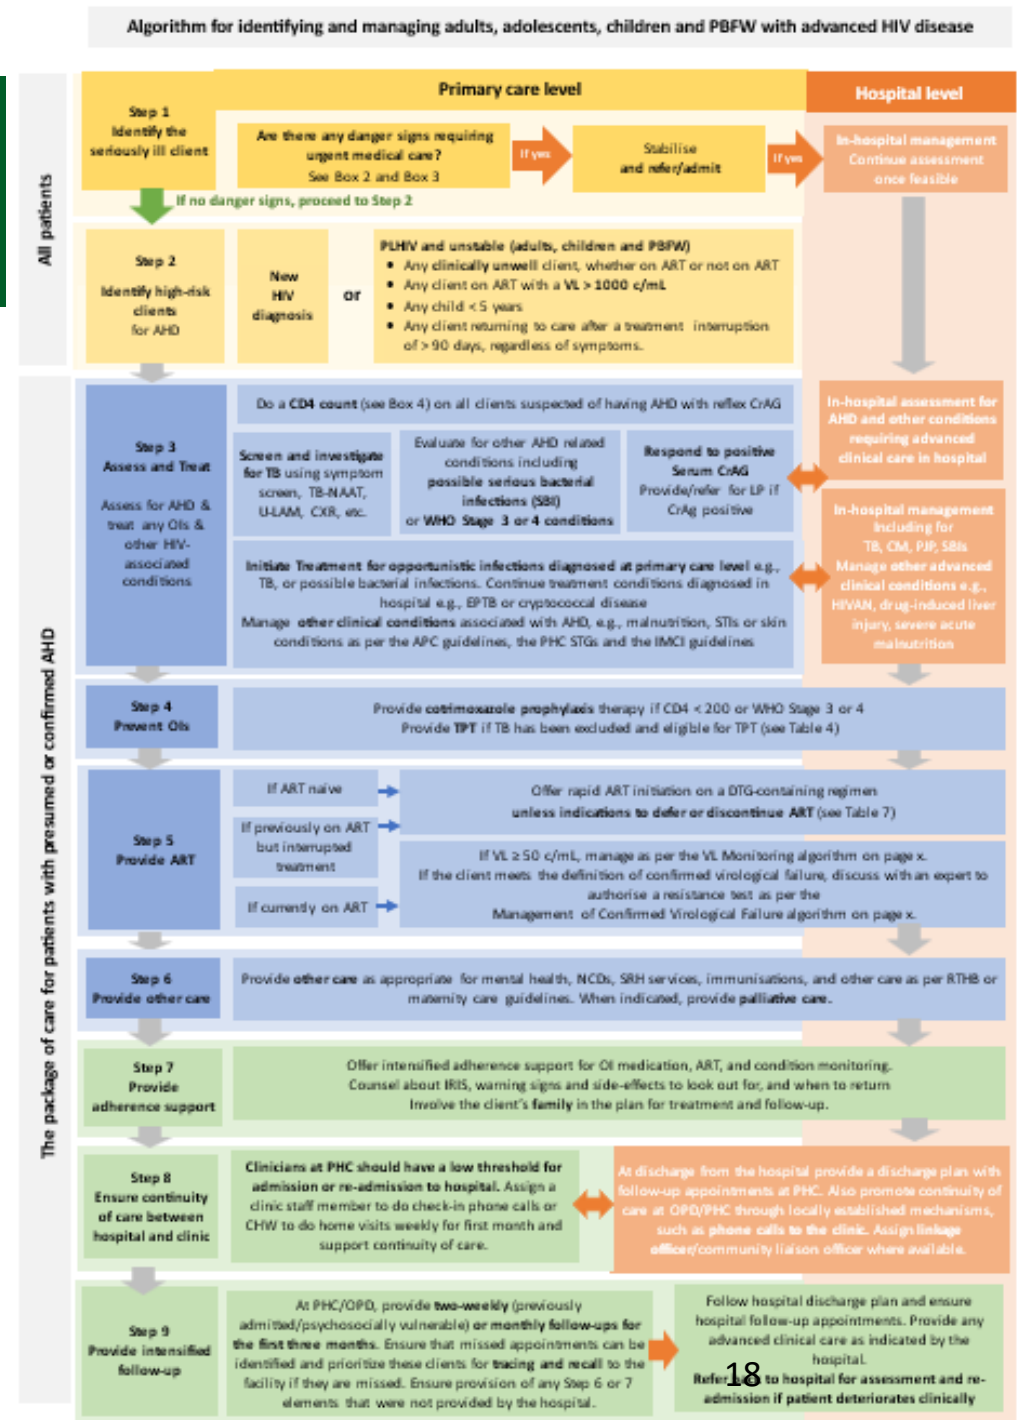 Algorithm for identifying and managing adults, adolescents, children and PBFW with advanced HIV disease
Primary care level
Hospital level
All patients
Step 1
Identify the
seriously ill client
Are there any danger signs requiring
urgent medical care?
See Box 2 and Box 3
If yes
Stabilise
and refer/admit
If yes
In-hospital management
Continue assessment
once feasible
If no danger signs, proceed to Step 2
Step 2
Identify high-risk
clients
for AHD
New
HIV
diagnosis
or
PLHIV and unstable (adults, children and PBFW)
• Any clinically unwell client, whether on ART or not on ART
• Any client on ART with a VL > 1000 c/mL
• Any child < 5 years
• Any client returning to care after a treatment interruption
of > 90 days, regardless of symptoms.
The package of care for patients with presumed or confirmed AHD
Step 3
Assess and Treat
Assess for AHD &
treat any OIs &
other HIV-
associated
conditions
Do a CD4 count (see Box 4) on all clients suspected of having AHD with reflex CrAG
Screen and investigate
for TB using symptom
screen, TB-NAAT,
U-LAM, CXR, etc.
Evaluate for other AHD related
conditions including
possible serious bacterial
infections (SBI)
or WHO Stage 3 or 4 conditions
Respond to positive
Serum CrAG
Provide/refer for LP if
CrAg positive
In-hospital assessment for
AHD and other conditions
requiring advanced
clinical care in hospital
Initiate Treatment for opportunistic infections diagnosed at primary care level e.g.,
TB, or possible bacterial infections. Continue treatment conditions diagnosed in
hospital e.g., EPTB or cryptococcal disease
Manage other clinical conditions associated with AHD, e.g., malnutrition, STIs or skin
conditions as per the APC guidelines, the PHC STGs and the IMCI guidelines
In-hospital management
Including for
TB, CM, PJP, SBIs
Manage other advanced
clinical conditions e.g.,
HIVAN, drug-induced liver
injury, severe acute
malnutrition
Step 4
Prevent OIs
Provide cotrimoxazole prophylaxis therapy if CD4 < 200 or WHO Stage 3 or 4
Provide TPT if TB has been excluded and eligible for TPT (see Table 4)
Step 5
Provide ART
If ART naive
If previously on ART
but interrupted
treatment
If currently on ART
Offer rapid ART initiation on a DTG-containing regimen
unless indications to defer or discontinue ART (see Table 7)
If VL ≥ 50 c/mL, manage as per the VL Monitoring algorithm on page x.
If the client meets the definition of confirmed virological failure, discuss with an expert to
authorise a resistance test as per the
Management of Confirmed Virological Failure algorithm on page x.
Step 6
Provide other care
Provide other care as appropriate for mental health, NCDs, SRH services, immunisations, and other care as per RTHB or
maternity care guidelines. When indicated, provide palliative care.
Step 7
Provide
adherence support
Offer intensified adherence support for OI medication, ART, and condition monitoring.
Counsel about IRIS, warning signs and side-effects to look out for, and when to return
Involve the client's family in the plan for treatment and follow-up.
Step 8
Ensure continuity
of care between
hospital and clinic
Clinicians at PHC should have a low threshold for
admission or re-admission to hospital. Assign a
clinic staff member to do check-in phone calls or
CHW to do home visits weekly for first month and
support continuity of care.
At discharge from the hospital provide a discharge plan with
follow-up appointments at PHC. Also promote continuity of
care at OPD/PHC through locally established mechanisms,
such as phone calls to the clinic. Assign linkage
officer/community liaison officer where available.
Step 9
Provide intensified
follow-up
At PHC/OPD, provide two-weekly (previously
admitted/psychosocially vulnerable) or monthly follow-ups for
the first three months. Ensure that missed appointments can be
identified and prioritize these clients for tracing and recall to the
facility if they are missed. Ensure provision of any Step 6 or 7
elements that were not provided by the hospital.
Follow hospital discharge plan and ensure
hospital follow-up appointments. Provide any
advanced clinical care as indicated by the
hospital.
Refer to hospital for assessment and re-
admission if patient deteriorates clinically
18